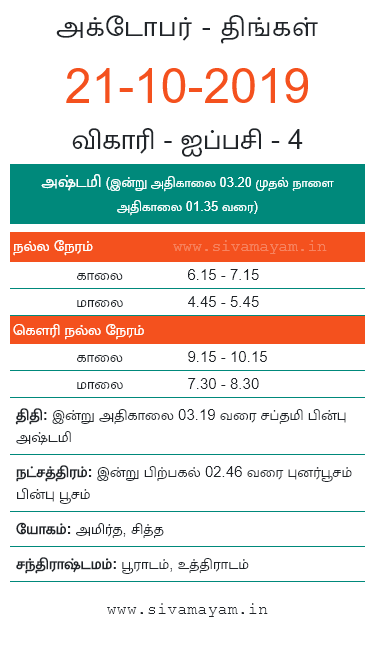 அக்டோபர் - திங்கள்
21-10-2019
விகாரி - ஐப்பசி - 4
அஷ்டமி (இன்று அதிகாலை 03.20 முதல் நாளை
அதிகாலை 01.35 வரை)
நல்ல நேரம் www.sivamayam.in
காலை 6.15 - 7.15
மாலை 4.45 - 5.45
கௌரி நல்ல நேரம்
காலை 9.15 - 10.15
மாலை 7.30 - 8.30
திதி: இன்று அதிகாலை 03.19 வரை சப்தமி பின்பு
அஷ்டமி
நட்சத்திரம்: இன்று பிற்பகல் 02.46 வரை புனர்பூசம்
பின்பு பூசம்
யோகம்: அமிர்த, சித்த
சந்திராஷ்டமம்: பூராடம், உத்திராடம்
www.sivamayam.in